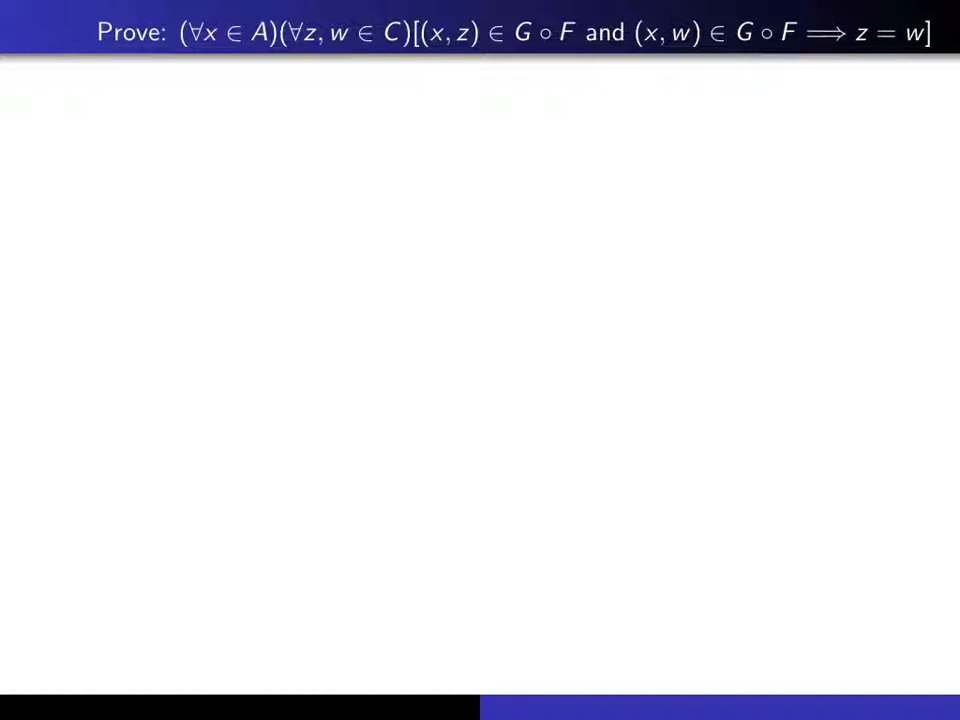 Prove: (∀x ∈ A)(∀z, w ∈ C)[(x, z) ∈ G ∘ F and (x, w) ∈ G ∘ F ⟹ z = w]